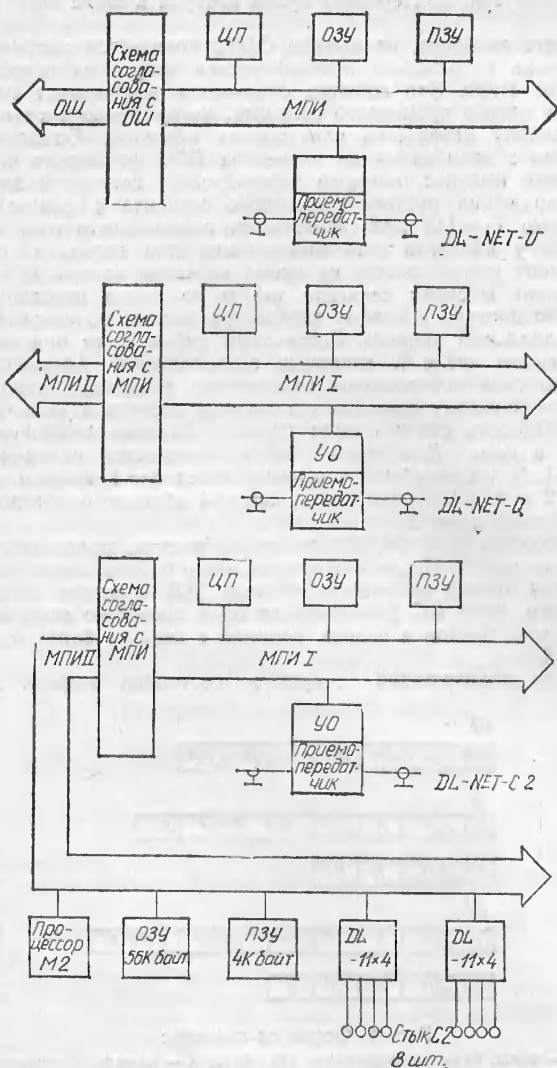 ЦП
ОЗУ
ПЗУ
Схема
согла-
сова-
ния с
ОШ
ОШ
МПИ
Приемо-
передат-
чик
DL-NET-U
ЦП
ОЗУ
ПЗУ
Схема
согла-
сова-
ния с
МПИ
МПИ II
МПИ I
УО
Приемо-
передат-
чик
DL-NET-Q
ЦП
ОЗУ
ПЗУ
Схема
согла-
сова-
ния с
МПИ
МПИ II
МПИ I
УО
Приемо-
передат-
чик
DL-NET-C2
Про-
цессор
М2
ОЗУ
56К байт
ПЗУ
4К байт
DL
-11×4
DL
-11×4
Стык С2
8 шт.